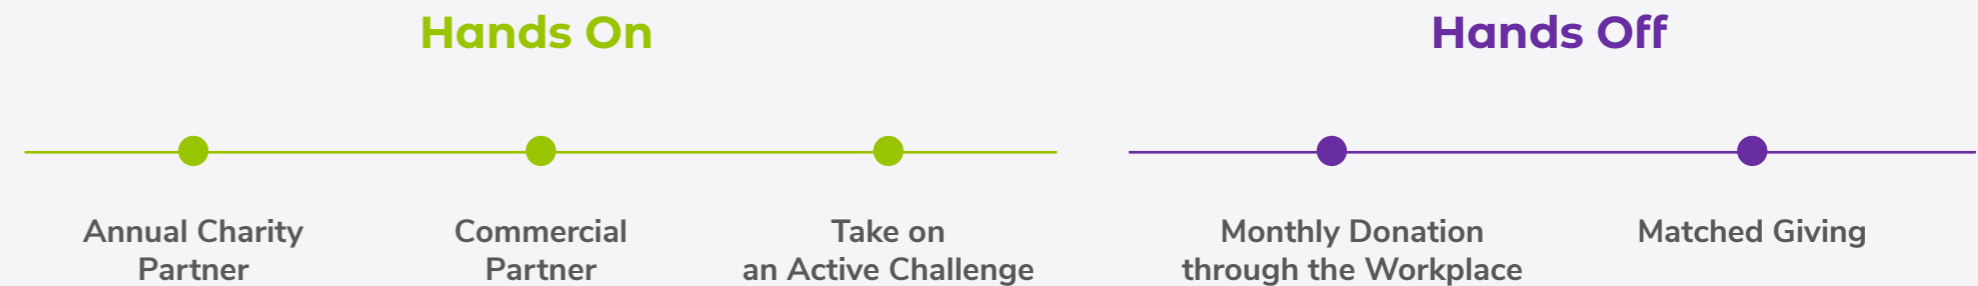 Hands On
Annual Charity
Partner
Commercial
Partner
Take on
an Active Challenge
Hands Off
Monthly Donation
through the Workplace
Matched Giving